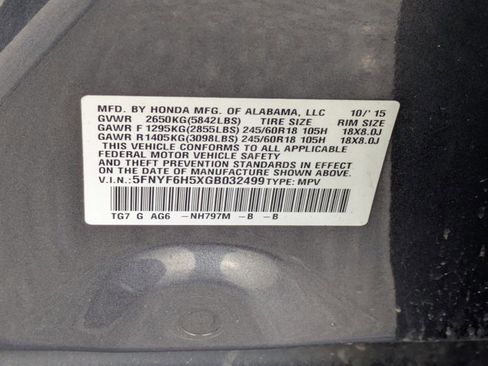 MFD. BY HONDA MFG. OF ALABAMA, LLC 10/'15
GVWR 2650KG(5842LBS) TIRE SIZE RIM SIZE
GAWR F 1295KG(2855LBS) 245/60R18 105H 18X8.0J
GAWR R 1405KG(3098LBS) 245/60R18 105H 18X8.0J
THIS VEHICLE CONFORMS TO ALL APPLICABLE
FEDERAL MOTOR VEHICLE SAFETY
AND THEFT PREVENTION STANDARDS IN EFFECT
ON THE DATE OF MANUFACTURE SHOWN ABOVE.
V.I.N.: 5FNYF6H5XGB032499 TYPE: MPV
TG7 G AG6 -NH797M -B -B